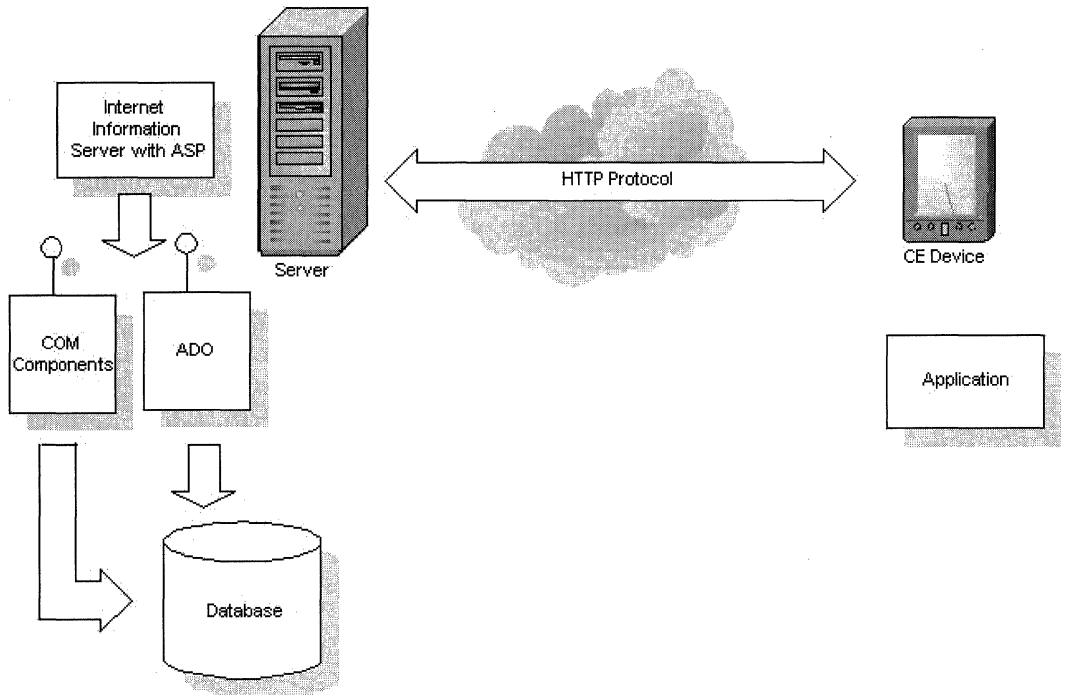 Internet
Information
Server with ASP
HTTP Protocol
Server
CE Device
COM
Components
ADO
Application
Database